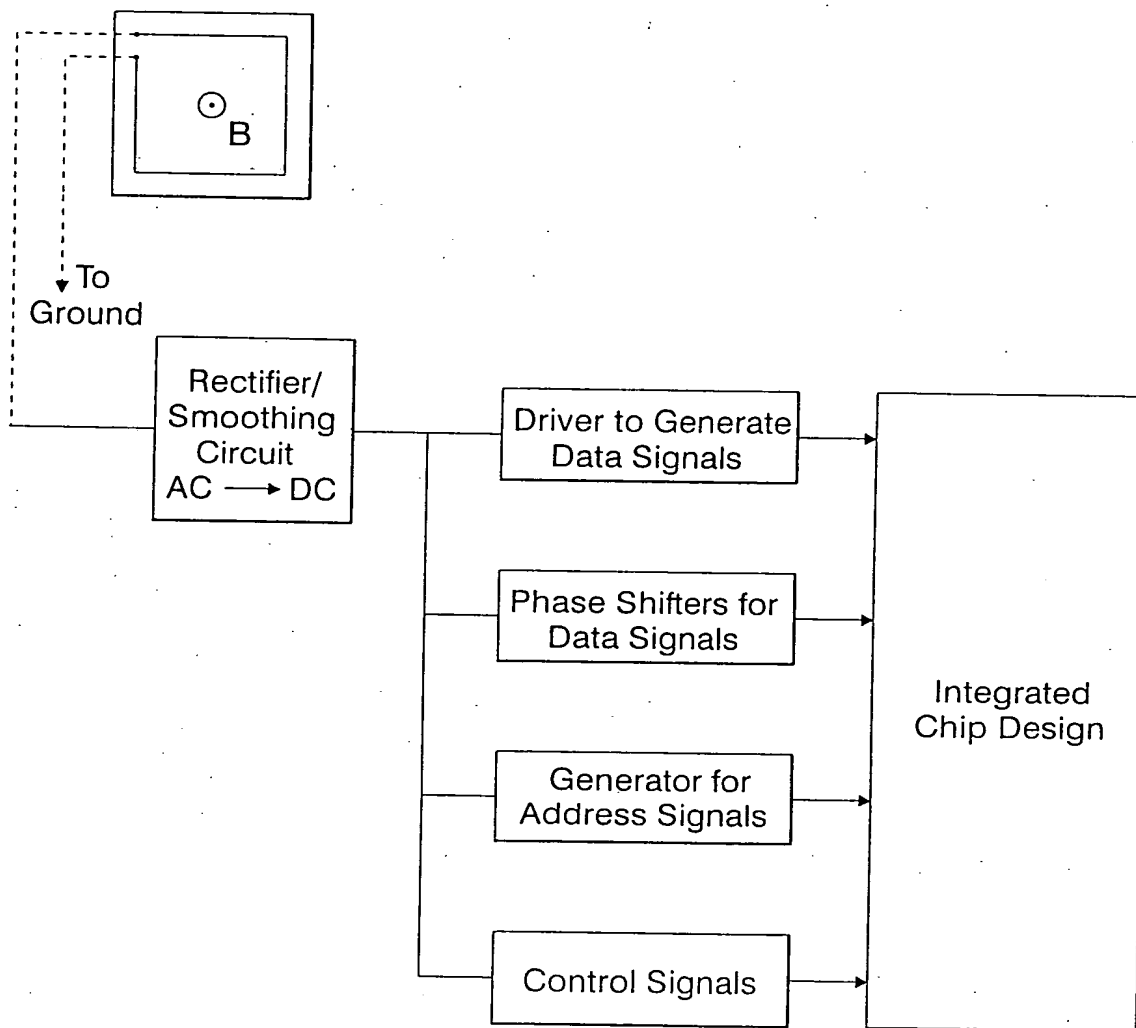 B
To
Ground
Rectifier/
Smoothing
Circuit
AC → DC
Driver to Generate
Data Signals
Phase Shifters for
Data Signals
Generator for
Address Signals
Control Signals
Integrated
Chip Design